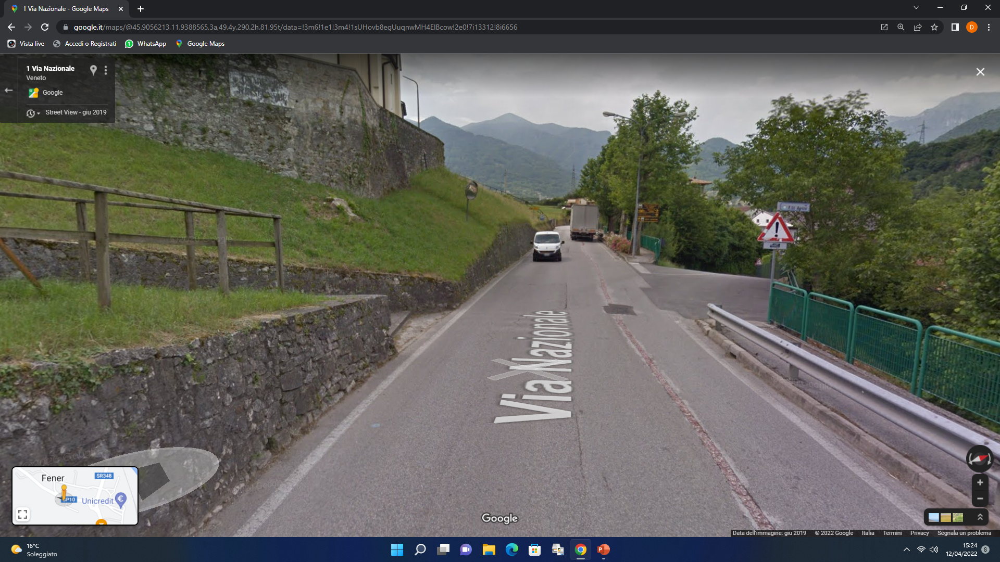 1 Via Nazionale - Google Maps
google.it/maps/@45.9056213,11.9388565,3a,49.4y,290.2h,81.95t/data=!3m6!1e1!3m4!1sUHovb8egUuqnwMH4ElBcow!2e0!7i13312!8i6656
D
Vista live
Accedi o Registrati
1
WhatsApp
Google Maps
1 Via Nazionale
Veneto
Google
Street View - giu 2019
Via Nazionale
Fener
SR348
SP10
Unicredit
€
Google
Data dell'immagine: giu 2019 © 2022 Google Italia Termini Privacy Segnala un problema
16°C
Soleggiato
P
15:24
12/04/2022
8